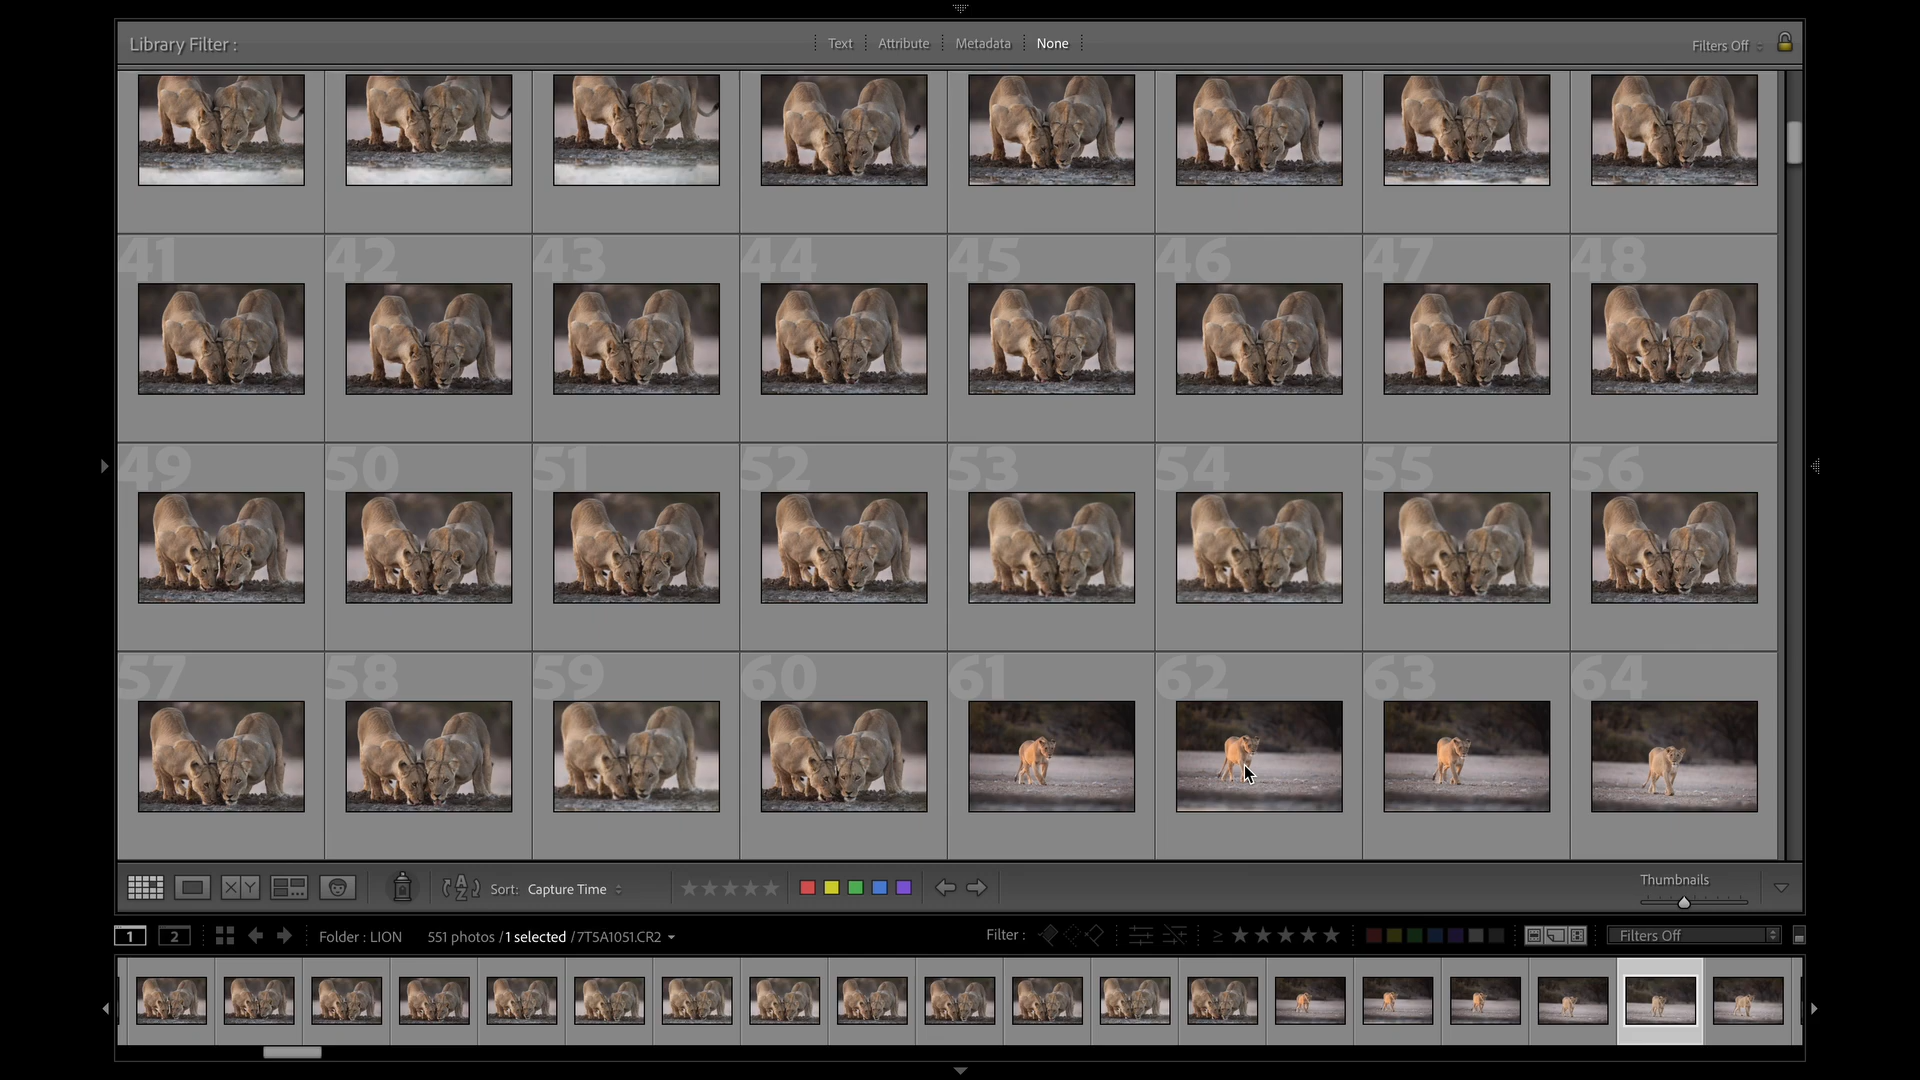 Library Filter :
Text Attribute Metadata None
Filters Off
41 42 43 44 45 46 47 48
49 50 51 52 53 54 55 56
57 58 59 60 61 62 63 64
XY
AZ
Sort: Capture Time
Thumbnails
1 2
Folder : LION
551 photos / 1 selected / 7T5A1051.CR2
Filter :
≥
Filters Off